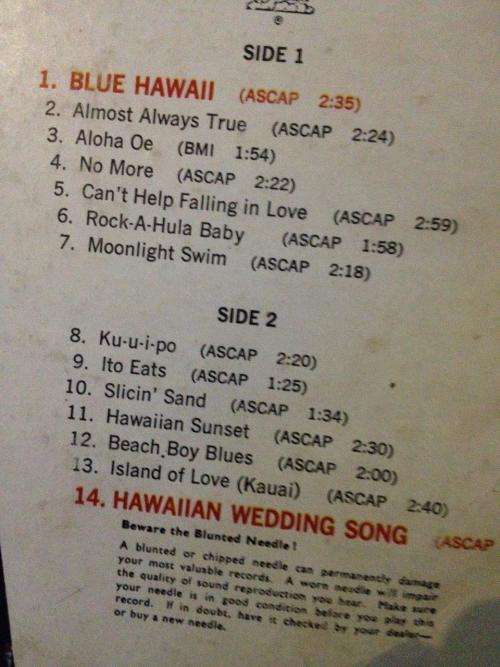 SIDE 1
1. BLUE HAWAII (ASCAP 2:35)
2. Almost Always True (ASCAP 2:24)
3. Aloha Oe (BMI 1:54)
4. No More (ASCAP 2:22)
5. Can't Help Falling in Love (ASCAP 2:59)
6. Rock-A-Hula Baby (ASCAP 1:58)
7. Moonlight Swim (ASCAP 2:18)
SIDE 2
8. Ku-u-i-po (ASCAP 2:20)
9. Ito Eats (ASCAP 1:25)
10. Slicin' Sand (ASCAP 1:34)
11. Hawaiian Sunset (ASCAP 2:30)
12. Beach Boy Blues (ASCAP 2:00)
13. Island of Love (Kauai) (ASCAP 2:40)
14. HAWAIIAN WEDDING SONG (ASCAP
Beware the Blunted Needle!
A blunted or chipped needle can permanently damage
your most valuable records. A worn needle will impair
the quality of sound reproduction you hear. Make sure
your needle is in good condition before you play this
record. If in doubt, have it checked by your dealer—
or buy a new needle.